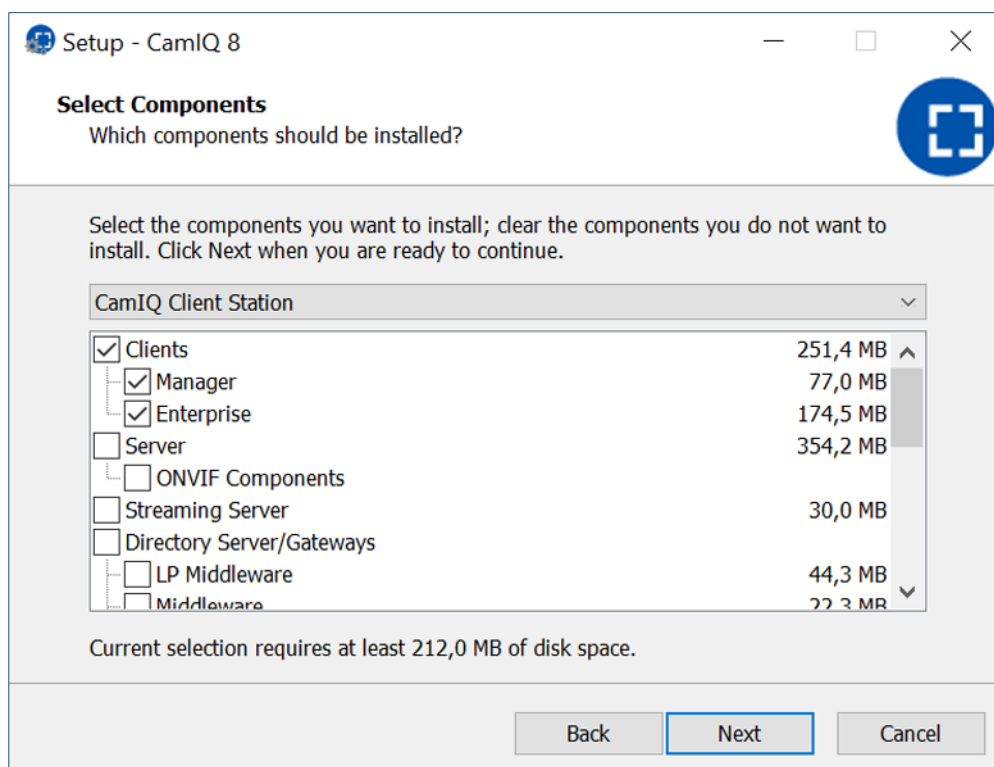 Setup - CamIQ 8
Select Components
Which components should be installed?
Select the components you want to install; clear the components you do not want to
install. Click Next when you are ready to continue.
CamIQ Client Station
Clients 251,4 MB
Manager 77,0 MB
Enterprise 174,5 MB
Server 354,2 MB
ONVIF Components
Streaming Server 30,0 MB
Directory Server/Gateways
LP Middleware 44,3 MB
Middleware 22,3 MB
Current selection requires at least 212,0 MB of disk space.
Back Next Cancel